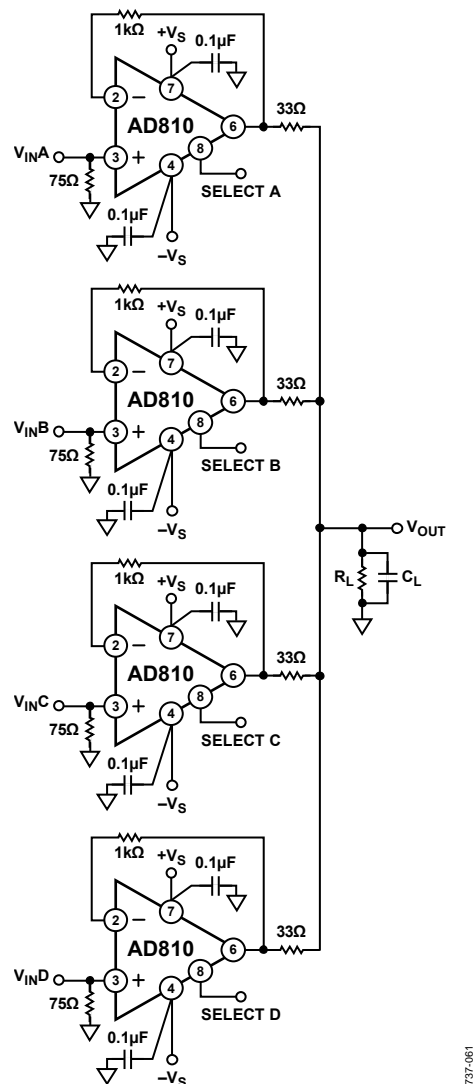 1kΩ
+VS
0.1µF
2
−
7
AD810
6
33Ω
VINA
3
+
4
8
75Ω
SELECT A
0.1µF
−VS
1kΩ
+VS
0.1µF
2
−
7
AD810
6
33Ω
VINB
3
+
4
8
75Ω
SELECT B
0.1µF
−VS
VOUT
RL
CL
1kΩ
+VS
0.1µF
2
−
7
AD810
6
33Ω
VINC
3
+
4
8
75Ω
SELECT C
0.1µF
−VS
1kΩ
+VS
0.1µF
2
−
7
AD810
6
33Ω
VIND
3
+
4
8
75Ω
SELECT D
0.1µF
−VS
737-061